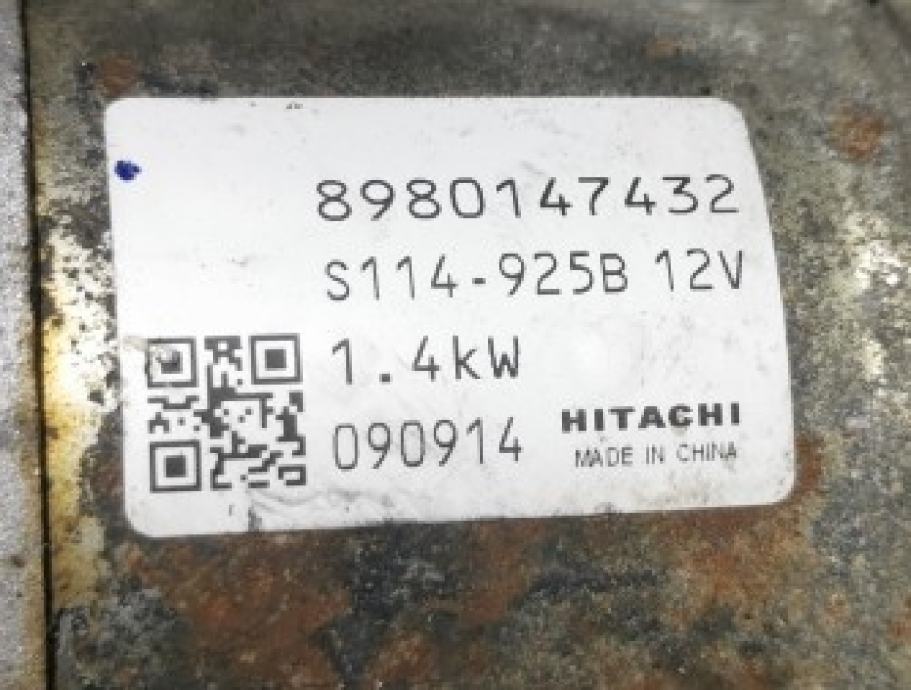 8980147432
S114-925B 12V
1.4kW
090914
HITACHI
MADE IN CHINA